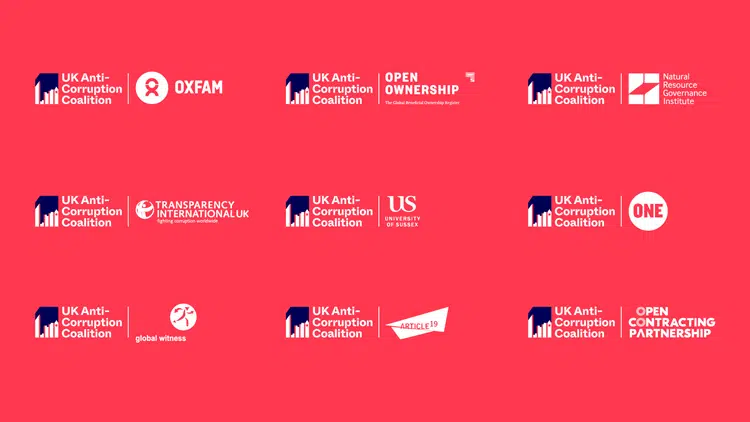 UK Anti-
Corruption
Coalition
OXFAM
UK Anti-
Corruption
Coalition
OPEN
OWNERSHIP
The Global Beneficial Ownership Register
UK Anti-
Corruption
Coalition
Natural
Resource
Governance
Institute
UK Anti-
Corruption
Coalition
TRANSPARENCY
INTERNATIONAL UK
fighting corruption worldwide
UK Anti-
Corruption
Coalition
US
UNIVERSITY
OF SUSSEX
UK Anti-
Corruption
Coalition
ONE
UK Anti-
Corruption
Coalition
global witness
UK Anti-
Corruption
Coalition
ARTICLE 19
UK Anti-
Corruption
Coalition
OPEN
CONTRACTING
PARTNERSHIP